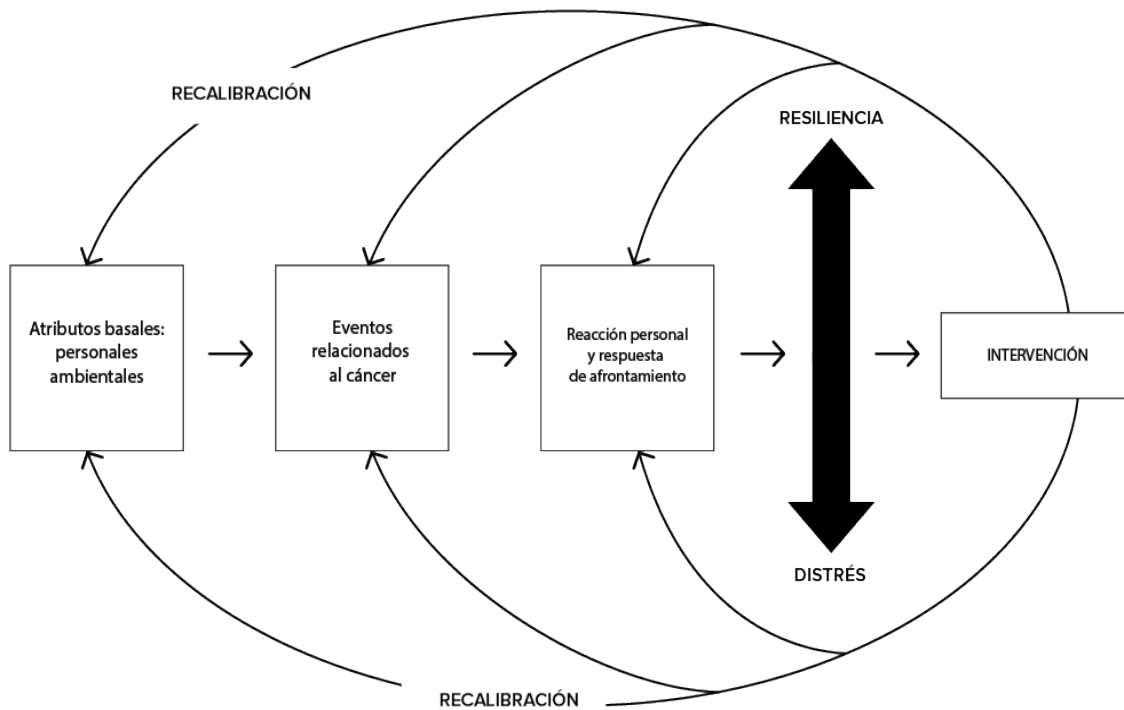 RECALIBRACIÓN
RESILIENCIA
Atributos basales:
personales
ambientales
Eventos
relacionados
al cáncer
Reacción personal
y respuesta
de afrontamiento
INTERVENCIÓN
DISTRÉS
RECALIBRACIÓN